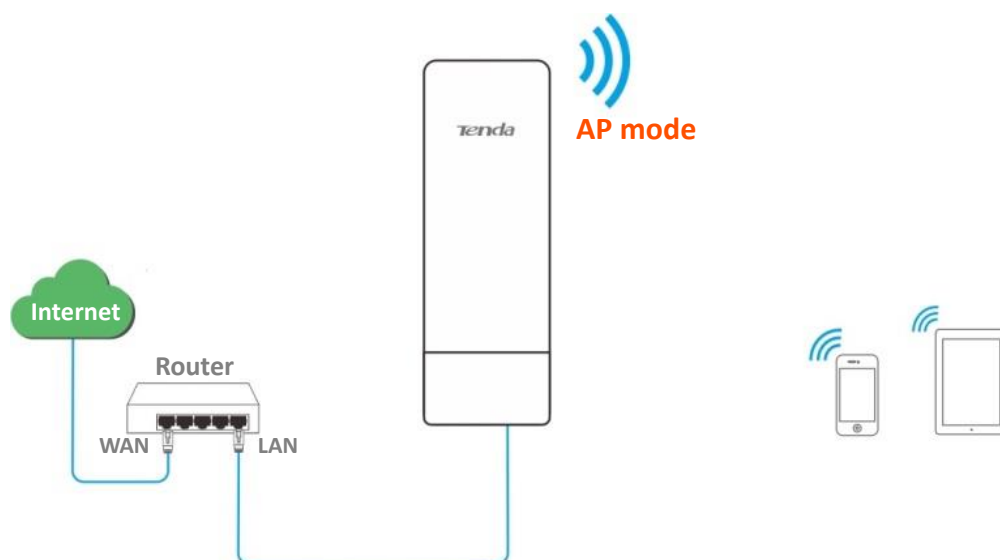 Tenda
AP mode
Internet
Router
WAN
LAN